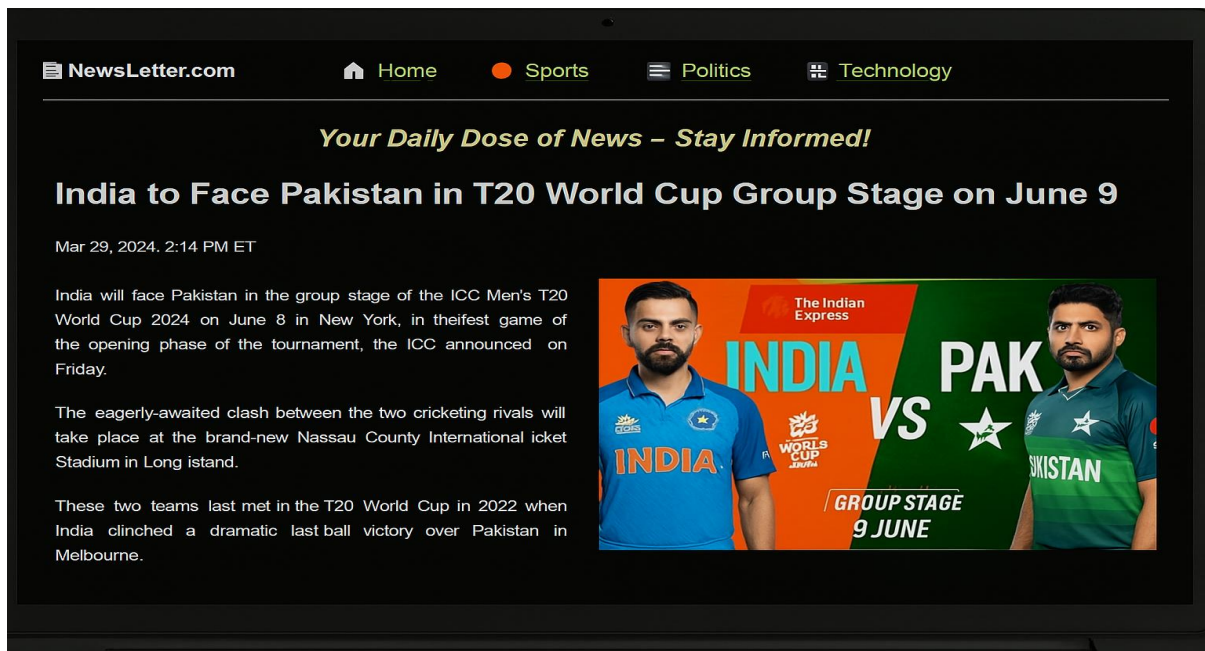 NewsLetter.com Home Sports Politics Technology
Your Daily Dose of News – Stay Informed!
India to Face Pakistan in T20 World Cup Group Stage on June 9
Mar 29, 2024. 2:14 PM ET
India will face Pakistan in the group stage of the ICC Men's T20
World Cup 2024 on June 8 in New York, in theifest game of
the opening phase of the tournament, the ICC announced on
Friday.
The eagerly-awaited clash between the two cricketing rivals will
take place at the brand-new Nassau County International icket
Stadium in Long istand.
These two teams last met in the T20 World Cup in 2022 when
India clinched a dramatic last ball victory over Pakistan in
Melbourne.
The Indian
Express
INDIA
PAK
VS
WORLS
CUP
INDIA
KISTAN
GROUP STAGE
9 JUNE